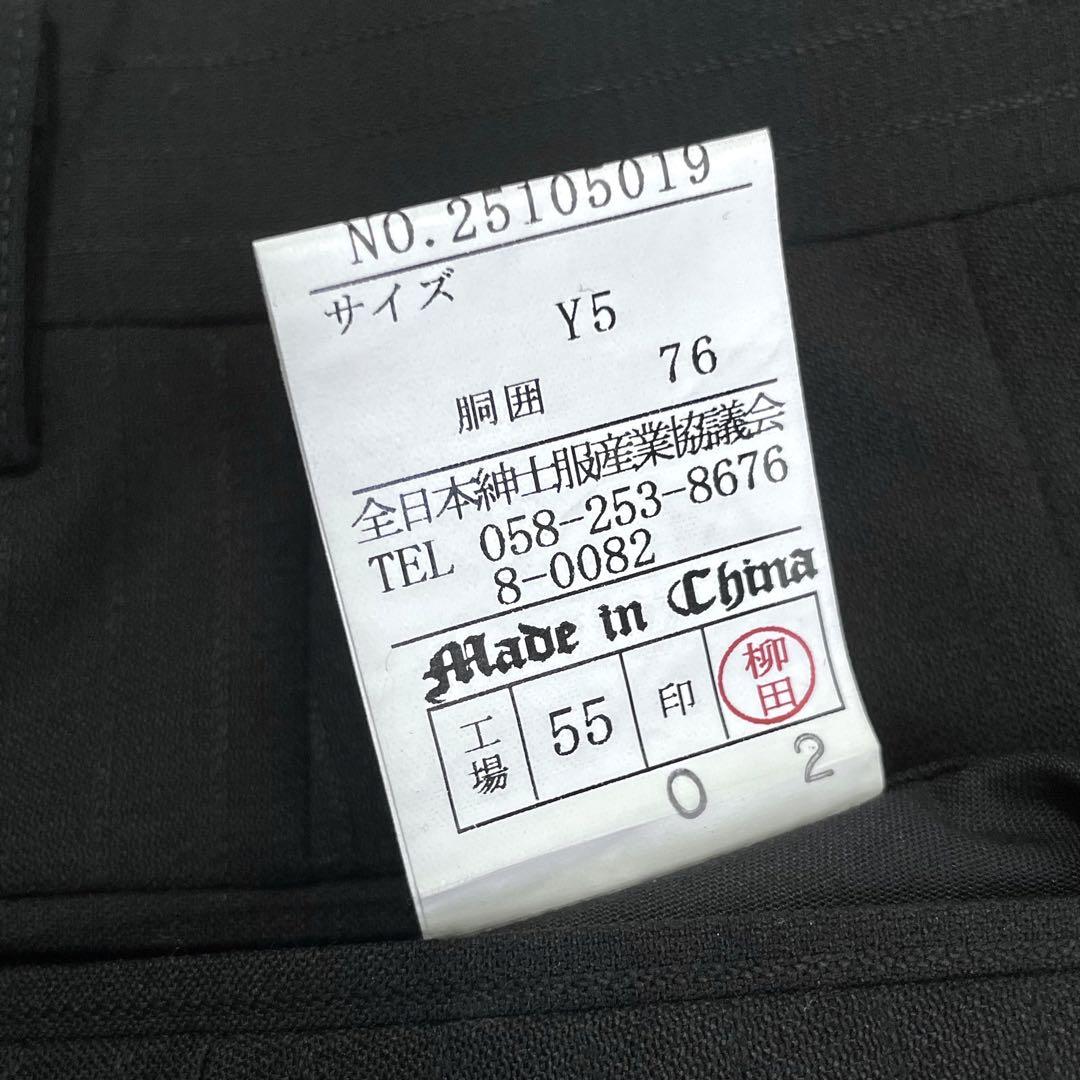 NO.25105019
サイズ
Y5
胴囲 76
全日本紳士服産業協議会
TEL 058-253-8676
8-0082
Made in China
工場 55 印 柳田
0 2